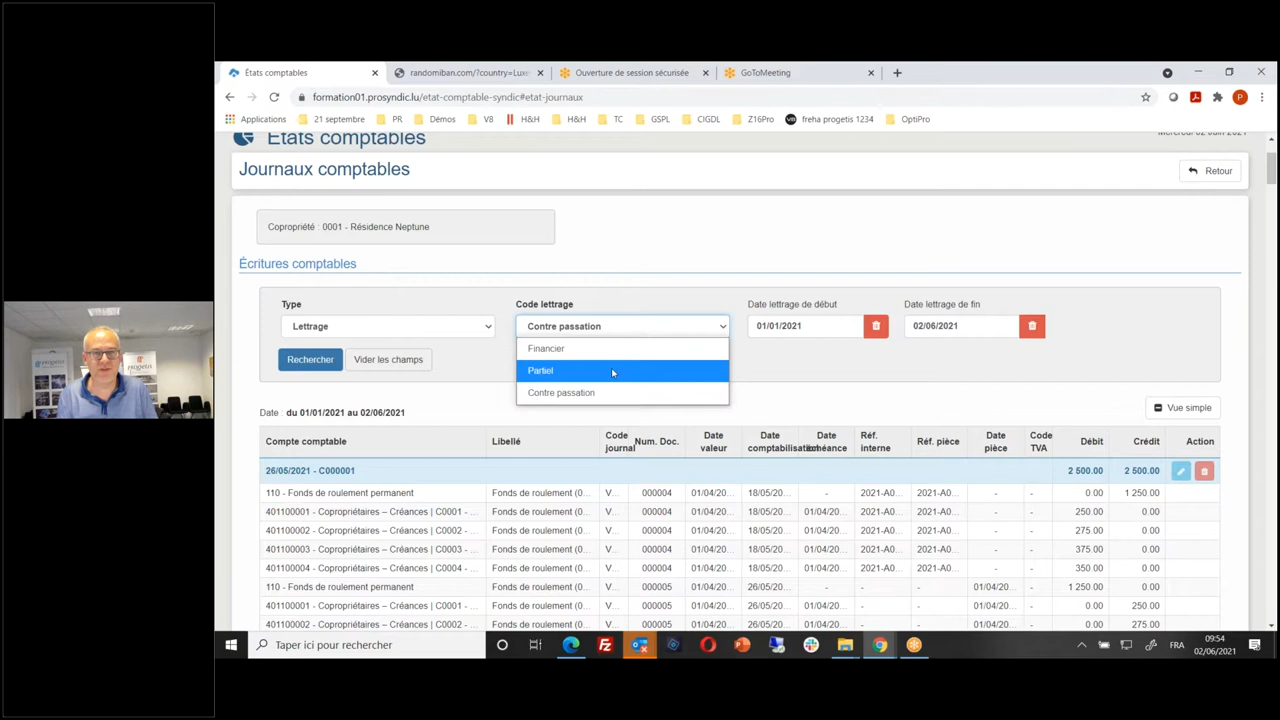 États comptables
randomiban.com/?country=Luxe
Ouverture de session sécurisée
GoToMeeting
formation01.prosyndic.lu/etat-comptable-syndic#etat-journaux
P
Applications
21 septembre
PR
Démos
V8
H&H
H&H
TC
GSPL
CIGDL
Z16Pro
freha progetis 1234
OptiPro
États comptables
Mercredi 02 Juin 2021
Journaux comptables
Retour
Copropriété : 0001 - Résidence Neptune
Écritures comptables
Type
Code lettrage
Date lettrage de début
Date lettrage de fin
Lettrage
Contre passation
01/01/2021
02/06/2021
Rechercher
Vider les champs
Financier
Partiel
Contre passation
Date : du 01/01/2021 au 02/06/2021
Vue simple
Compte comptable Libellé Code journal Num. Doc. Date valeur Date comptabilisation Date échéance Réf. interne Réf. pièce Date pièce Code TVA Débit Crédit Action
26/05/2021 - C000001 2 500.00 2 500.00
110 - Fonds de roulement permanent Fonds de roulement (0... V... 000004 01/04/20... 18/05/20... - 2021-A0... 2021-A0... - - 0.00 1 250.00
401100001 - Copropriétaires – Créances | C0001 - ... Fonds de roulement (0... V... 000004 01/04/20... 18/05/20... 01/04/20... 2021-A0... 2021-A0... - - 250.00 0.00
401100002 - Copropriétaires – Créances | C0002 - ... Fonds de roulement (0... V... 000004 01/04/20... 18/05/20... 01/04/20... 2021-A0... 2021-A0... - - 275.00 0.00
401100003 - Copropriétaires – Créances | C0003 - ... Fonds de roulement (0... V... 000004 01/04/20... 18/05/20... 01/04/20... 2021-A0... 2021-A0... - - 375.00 0.00
401100004 - Copropriétaires – Créances | C0004 - ... Fonds de roulement (0... V... 000004 01/04/20... 18/05/20... 01/04/20... 2021-A0... 2021-A0... - - 350.00 0.00
110 - Fonds de roulement permanent Fonds de roulement (0... V... 000005 01/04/20... 26/05/20... - - - 01/04/20... - 1 250.00 0.00
401100001 - Copropriétaires – Créances | C0001 - ... Fonds de roulement (0... V... 000005 01/04/20... 26/05/20... 01/04/20... - - 01/04/20... - 0.00 250.00
401100002 - Copropriétaires – Créances | C0002 - ... Fonds de roulement (0... V... 000005 01/04/20... 26/05/20... 01/04/20... - - 01/04/20... - 0.00 275.00
Taper ici pour rechercher
FRA
09:54
02/06/2021
progetis
progetis